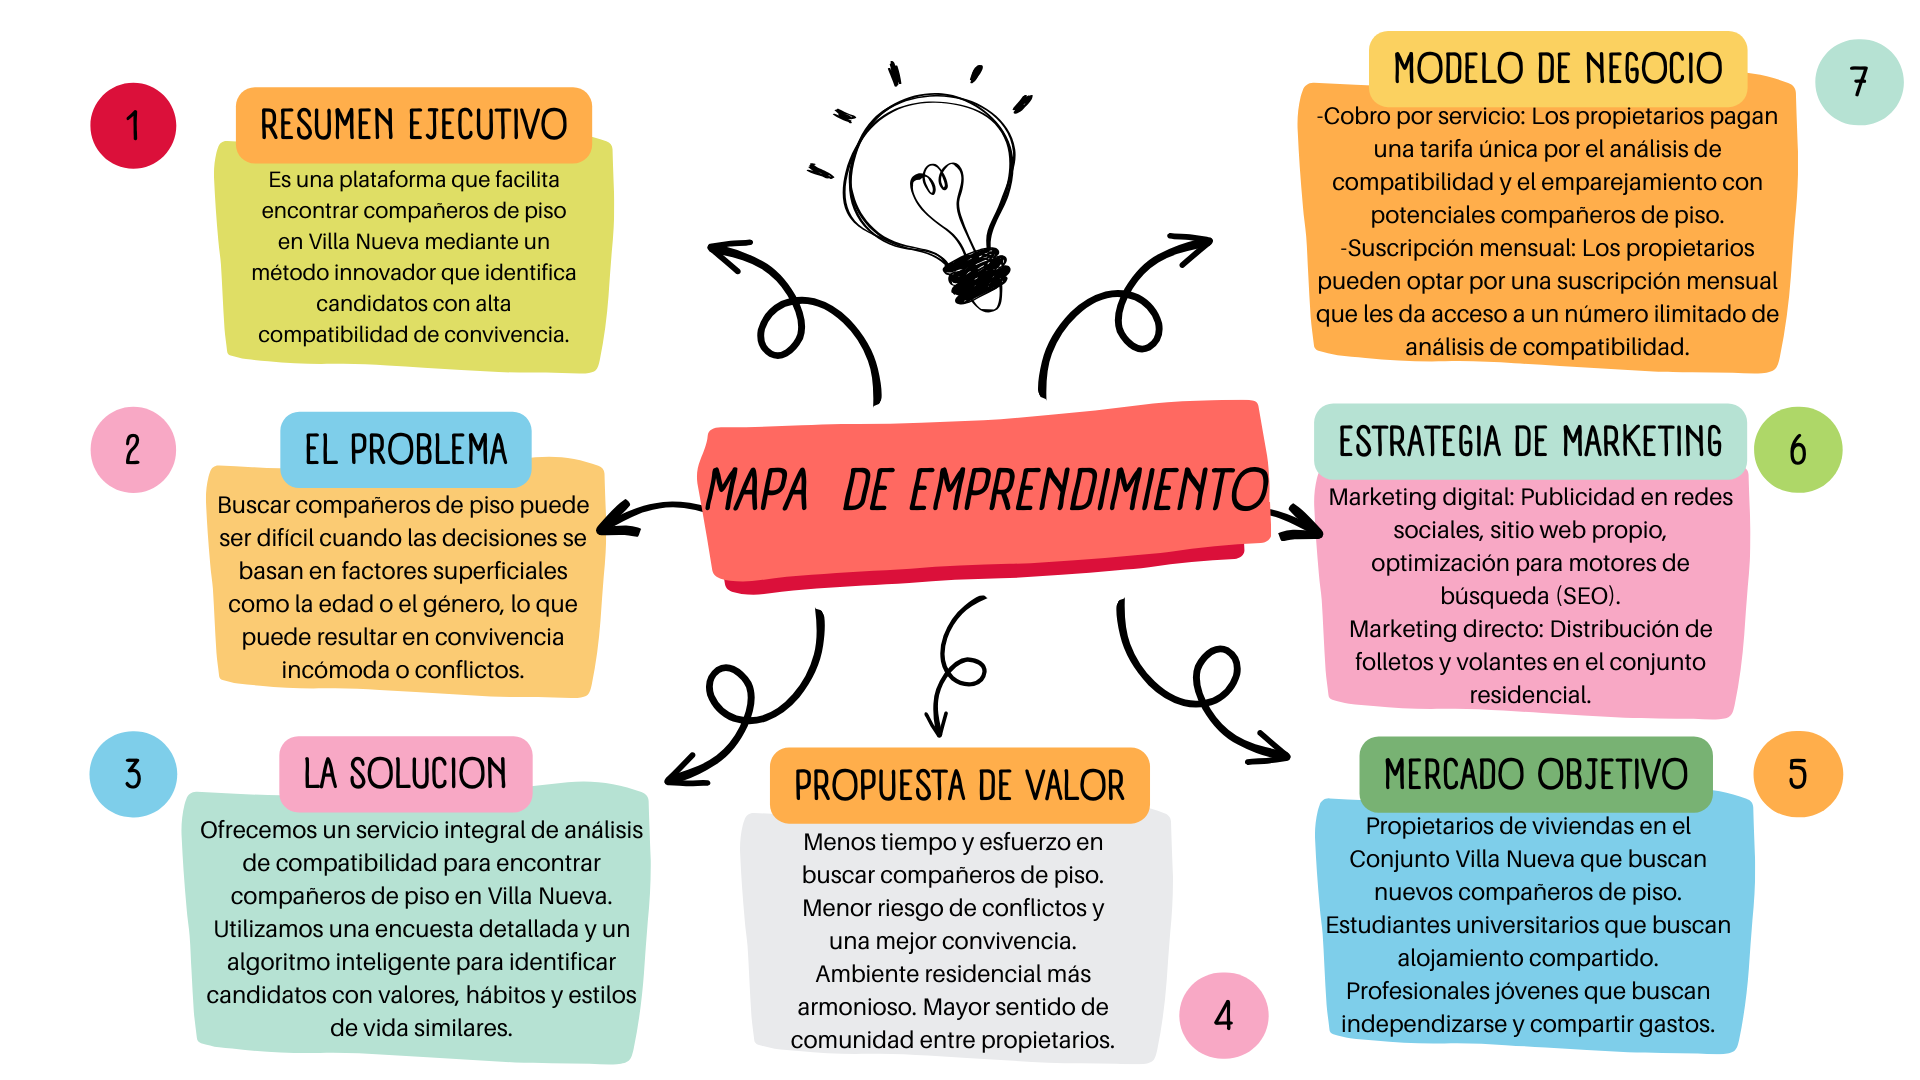 1
RESUMEN EJECUTIVO
Es una plataforma que facilita
encontrar compañeros de piso
en Villa Nueva mediante un
método innovador que identifica
candidatos con alta
compatibilidad de convivencia.
2
EL PROBLEMA
Buscar compañeros de piso puede
ser difícil cuando las decisiones se
basan en factores superficiales
como la edad o el género, lo que
puede resultar en convivencia
incómoda o conflictos.
3
LA SOLUCION
Ofrecemos un servicio integral de análisis
de compatibilidad para encontrar
compañeros de piso en Villa Nueva.
Utilizamos una encuesta detallada y un
algoritmo inteligente para identificar
candidatos con valores, hábitos y estilos
de vida similares.
MAPA DE EMPRENDIMIENTO
PROPUESTA DE VALOR
Menos tiempo y esfuerzo en
buscar compañeros de piso.
Menor riesgo de conflictos y
una mejor convivencia.
Ambiente residencial más
armonioso. Mayor sentido de
comunidad entre propietarios.
4
MERCADO OBJETIVO
5
Propietarios de viviendas en el
Conjunto Villa Nueva que buscan
nuevos compañeros de piso.
Estudiantes universitarios que buscan
alojamiento compartido.
Profesionales jóvenes que buscan
independizarse y compartir gastos.
ESTRATEGIA DE MARKETING
6
Marketing digital: Publicidad en redes
sociales, sitio web propio,
optimización para motores de
búsqueda (SEO).
Marketing directo: Distribución de
folletos y volantes en el conjunto
residencial.
MODELO DE NEGOCIO
7
-Cobro por servicio: Los propietarios pagan
una tarifa única por el análisis de
compatibilidad y el emparejamiento con
potenciales compañeros de piso.
-Suscripción mensual: Los propietarios
pueden optar por una suscripción mensual
que les da acceso a un número ilimitado de
análisis de compatibilidad.